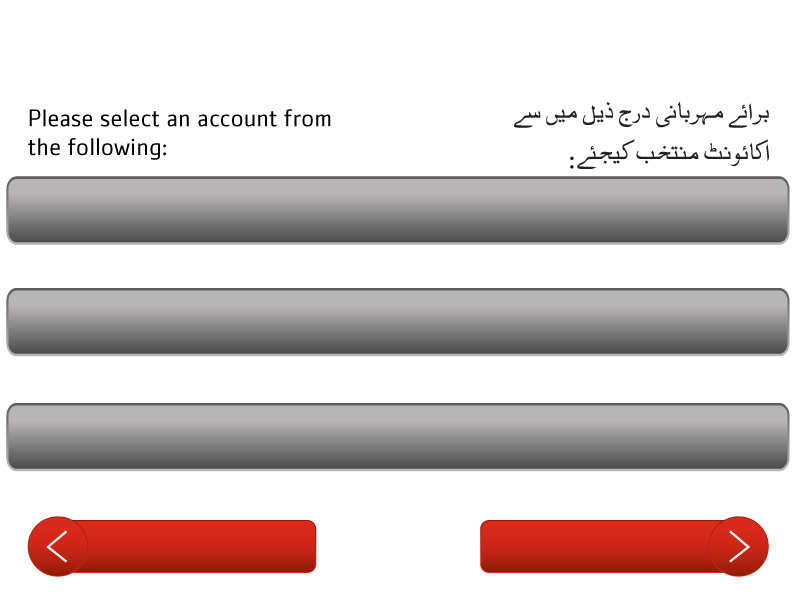 Please select an account from
the following:
برائے مہربانی درج ذیل میں سے
اکائونٹ منتخب کیجئے: